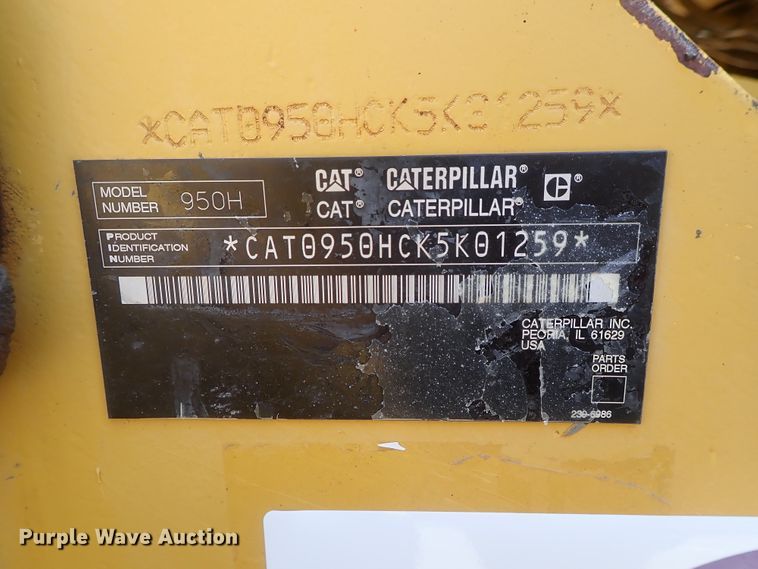 *CAT0950HCK5K01259*
CAT® CATERPILLAR® C®
CAT® CATERPILLAR®
MODEL NUMBER 950H
PRODUCT IDENTIFICATION NUMBER *CAT0950HCK5K01259*
CATERPILLAR INC.
PEORIA, IL 61629
USA
PARTS
ORDER
239-6986
Purple Wave Auction